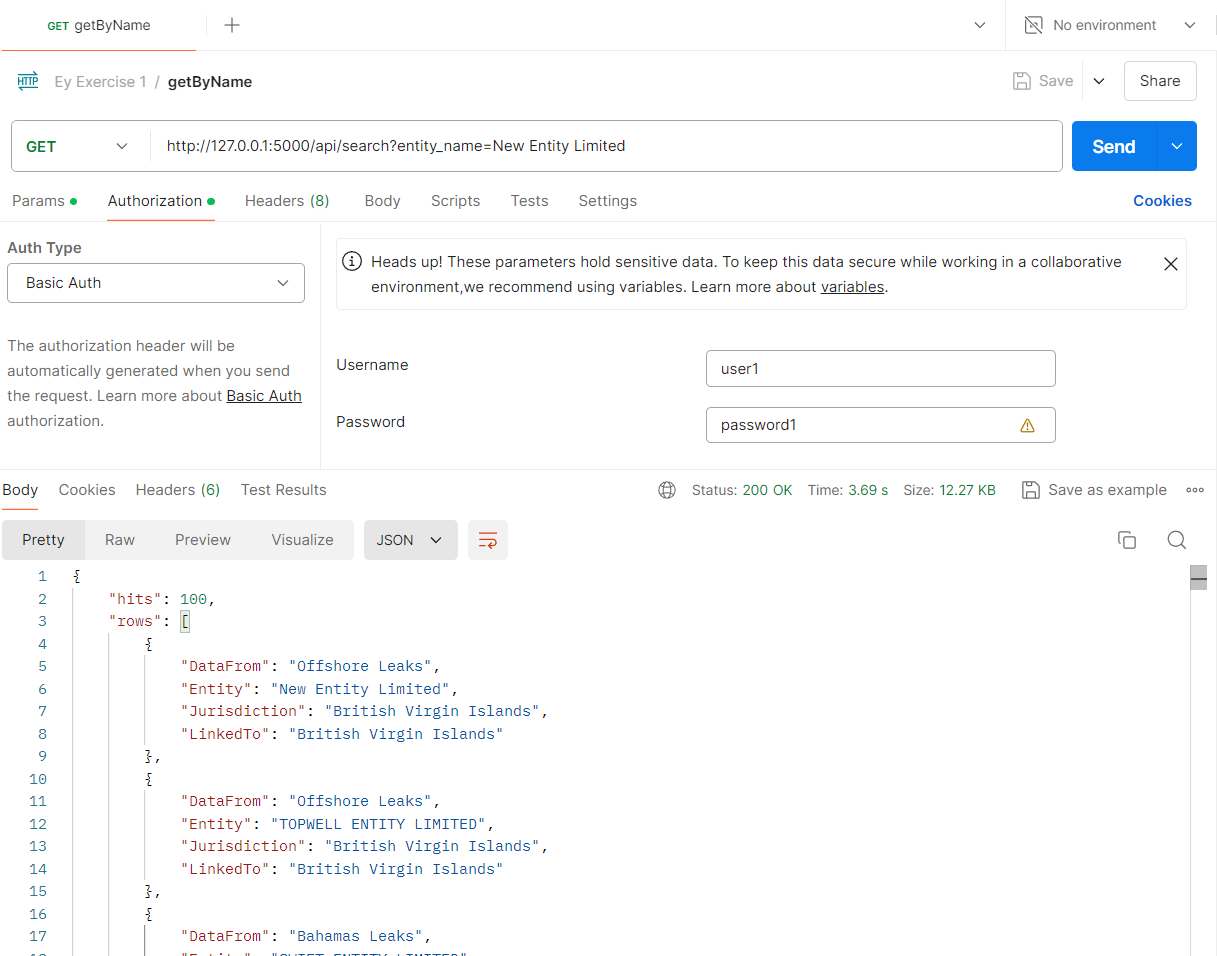 GET getByName
No environment
HTTP Ey Exercise 1 / getByName
Save
Share
GET http://127.0.0.1:5000/api/search?entity_name=New Entity Limited
Send
Params
Authorization
Headers (8)
Body
Scripts
Tests
Settings
Cookies
Auth Type
Basic Auth
The authorization header will be
automatically generated when you send
the request. Learn more about Basic Auth
authorization.
Heads up! These parameters hold sensitive data. To keep this data secure while working in a collaborative
environment,we recommend using variables. Learn more about variables.
Username
user1
Password
password1
Body
Cookies
Headers (6)
Test Results
Status: 200 OK
Time: 3.69 s
Size: 12.27 KB
Save as example
Pretty
Raw
Preview
Visualize
JSON
1 {
2 "hits": 100,
3 "rows": [
4 {
5 "DataFrom": "Offshore Leaks",
6 "Entity": "New Entity Limited",
7 "Jurisdiction": "British Virgin Islands",
8 "LinkedTo": "British Virgin Islands"
9 },
10 {
11 "DataFrom": "Offshore Leaks",
12 "Entity": "TOPWELL ENTITY LIMITED",
13 "Jurisdiction": "British Virgin Islands",
14 "LinkedTo": "British Virgin Islands"
15 },
16 {
17 "DataFrom": "Bahamas Leaks",